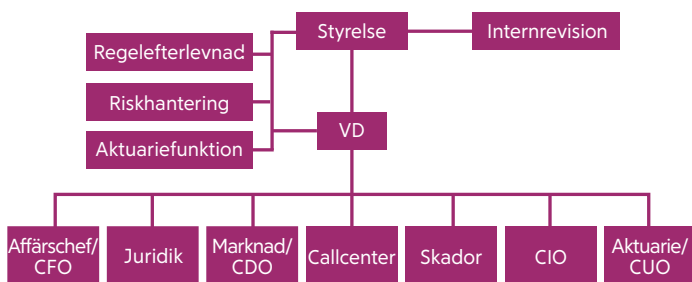 Styrelse
Internrevision
Regelefterlevnad
Riskhantering
VD
Aktuariefunktion
Affärschef/
CFO
Juridik
Marknad/
CDO
Callcenter
Skador
CIO
Aktuarie/
CUO